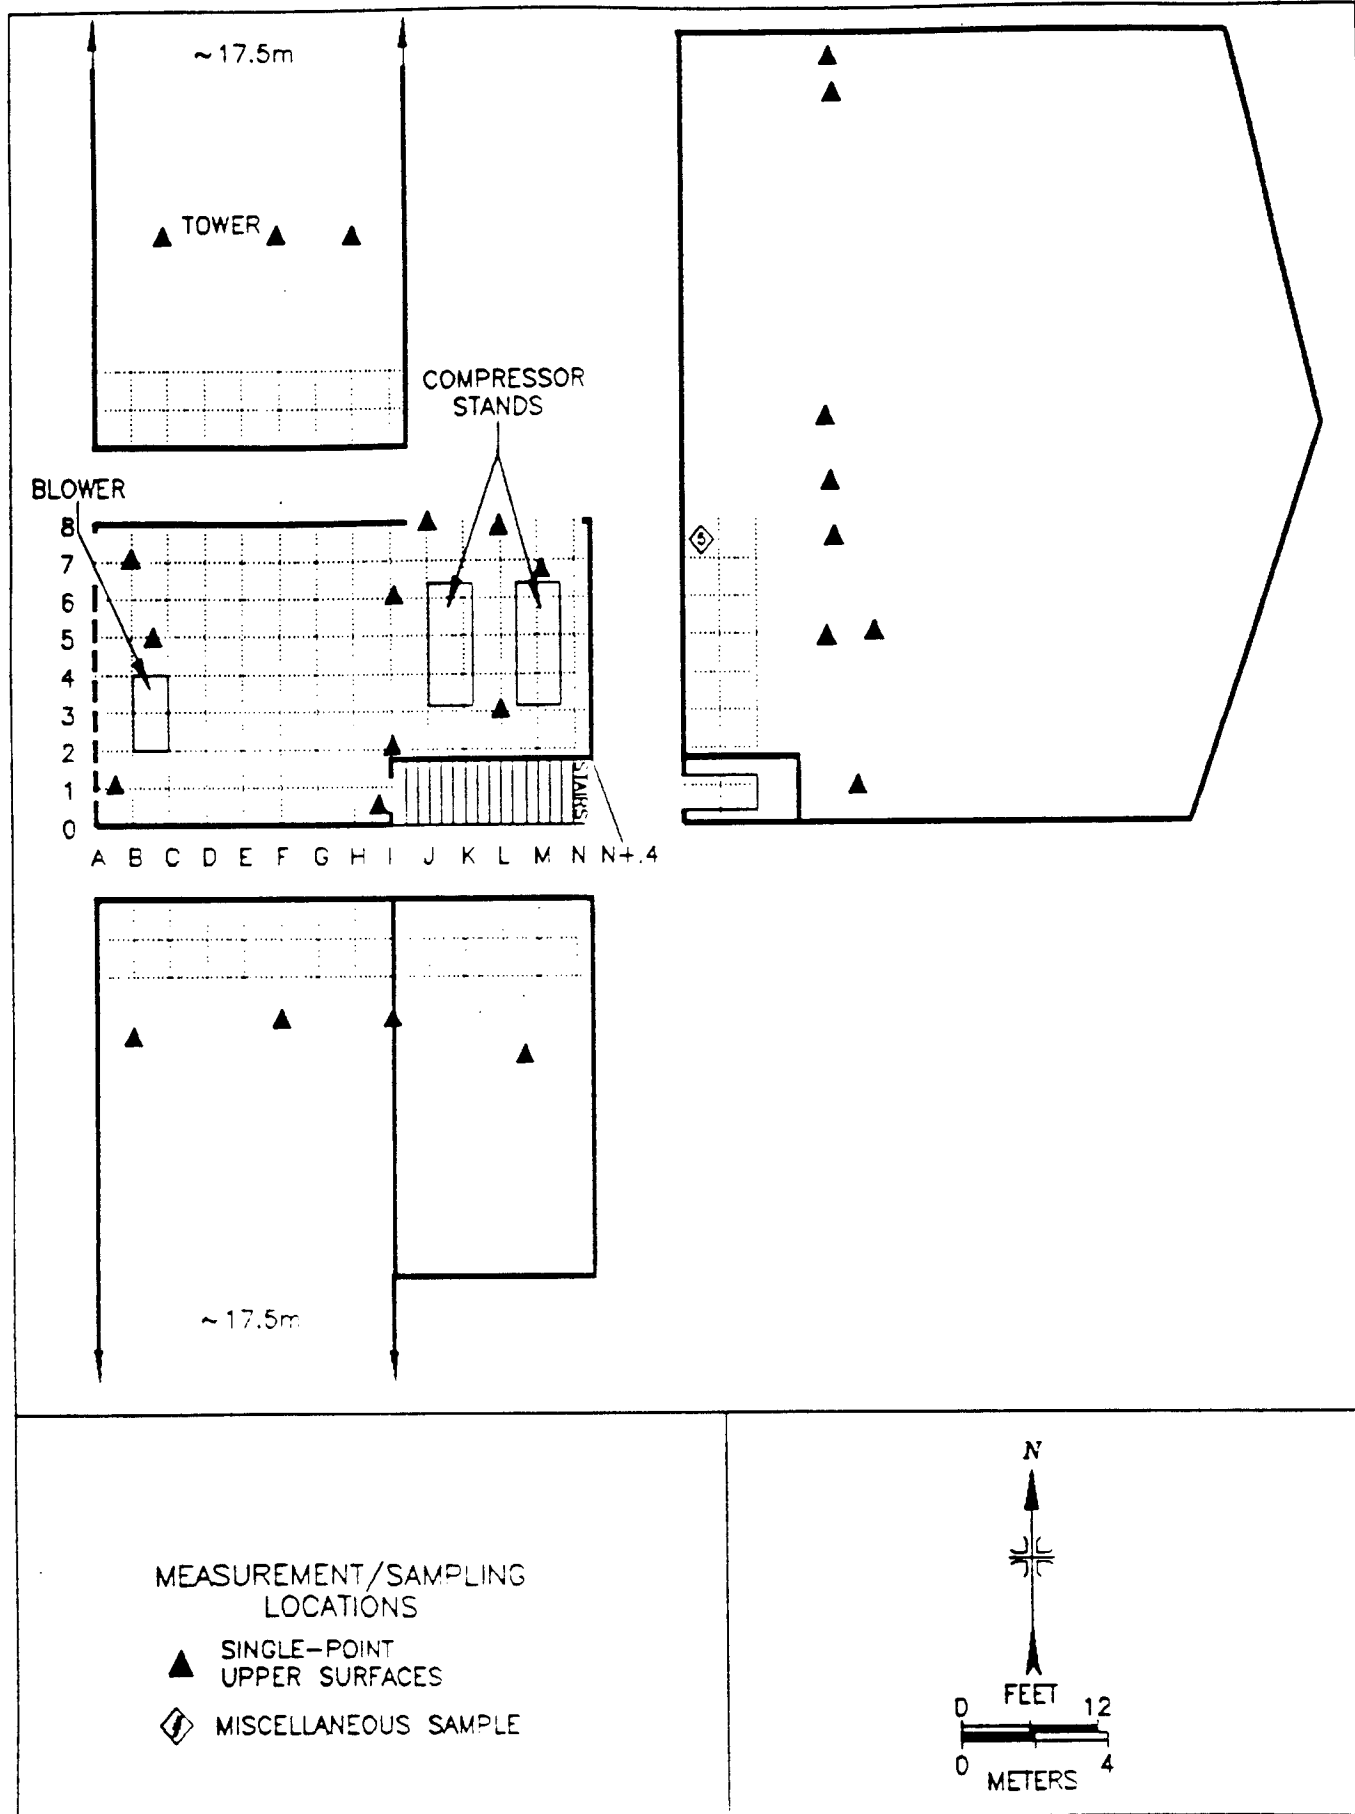 ~17.5m
TOWER
COMPRESSOR
STANDS
BLOWER
8
7
6
5
4
3
2
1
0
5
STAIRS
A B C D E F G H I J K L M N N+.4
~17.5m
MEASUREMENT/SAMPLING
LOCATIONS
SINGLE-POINT
UPPER SURFACES
MISCELLANEOUS SAMPLE
N
FEET
0 12
0 4
METERS